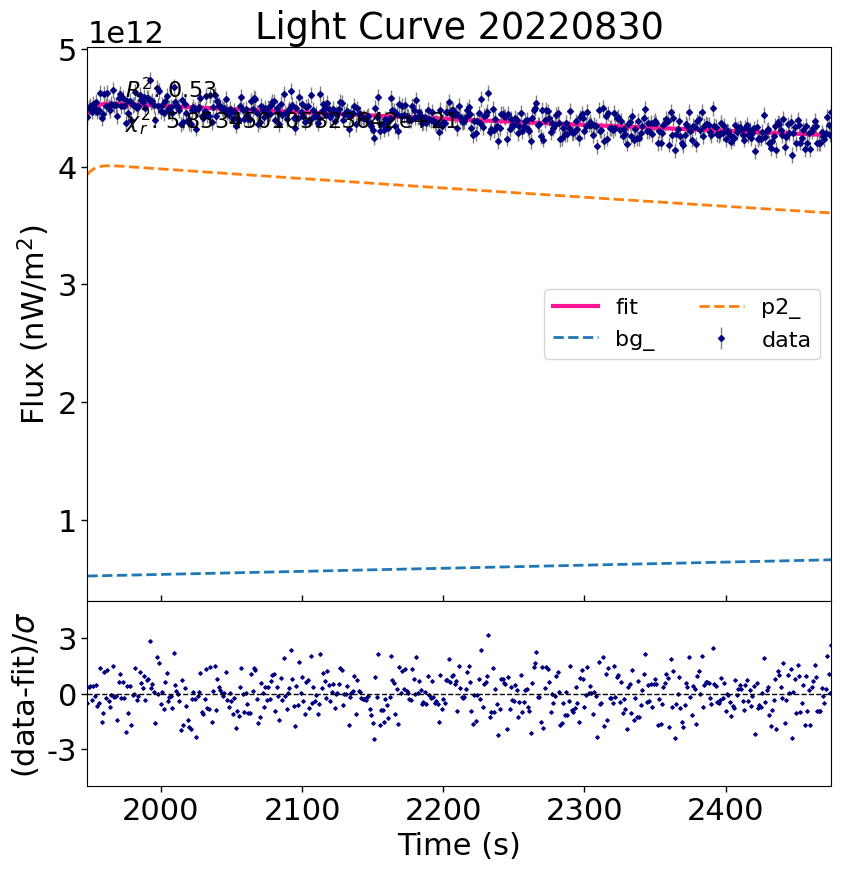 Light Curve 20220830
1e12
5
4
3
2
1
Flux (nW/m²)
R²: 0.53
fit
bg_
p2_
data
(data-fit)/σ
3
0
-3
2000
2100
2200
2300
2400
Time (s)